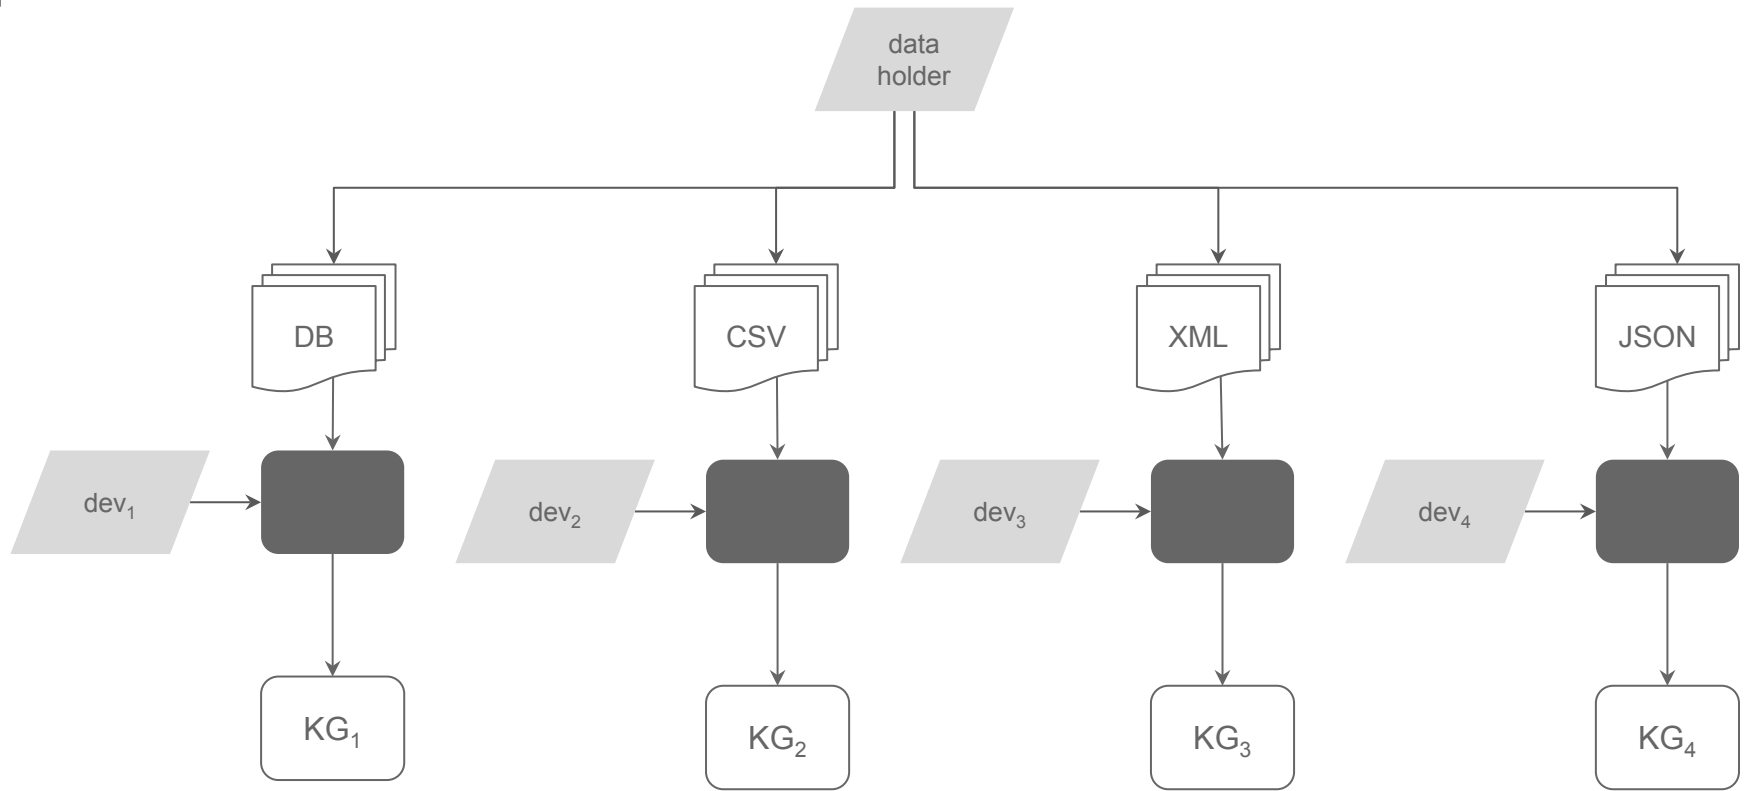 data
holder
DB
CSV
XML
JSON
dev₁
dev₂
dev₃
dev₄
KG₁
KG₂
KG₃
KG₄